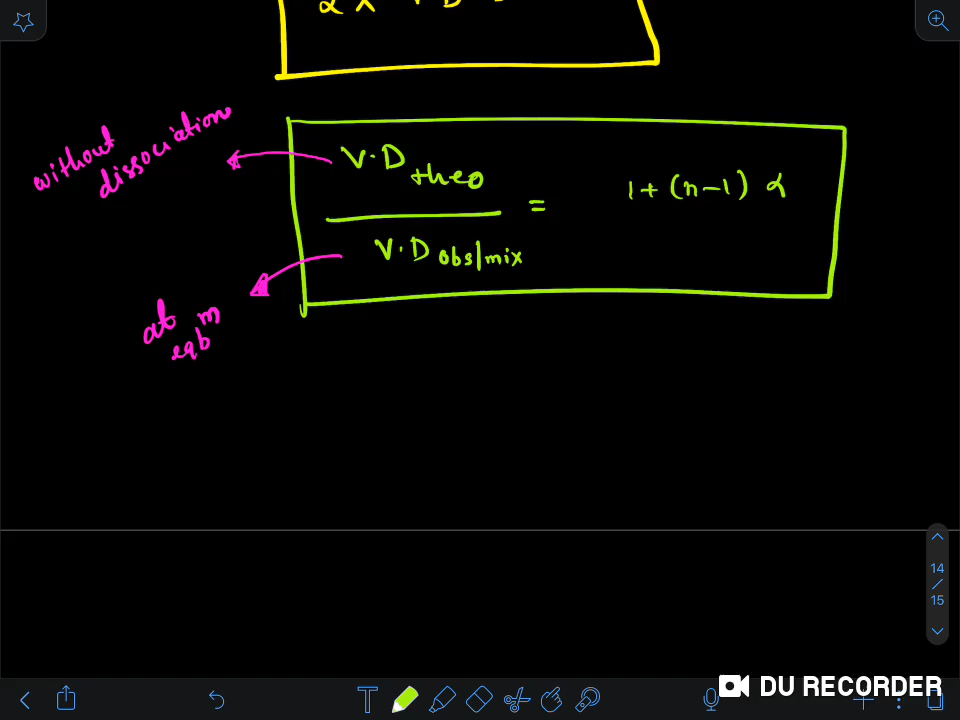 without
dissociation
V.D theo
1 + (n-1) α
=
V.D obs/mix
at
eqb m
14
/
15
T
DU RECORDER